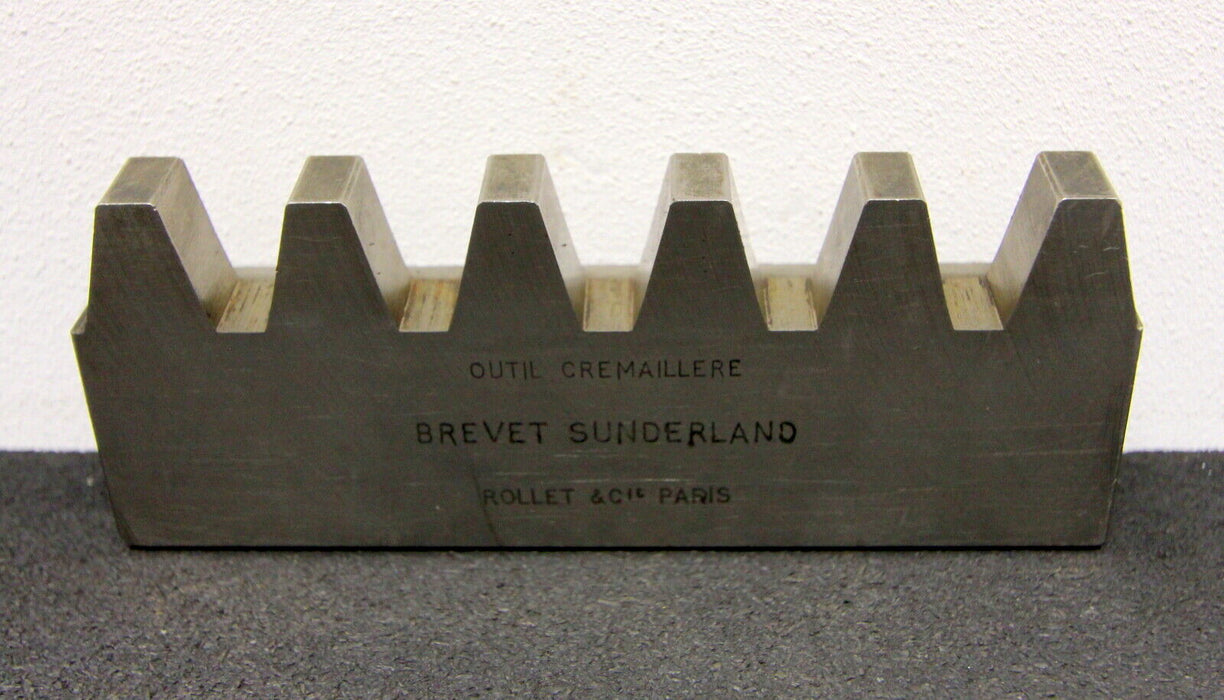 OUTIL CREMAILLERE
BREVET SUNDERLAND
ROLLET & Cie PARIS